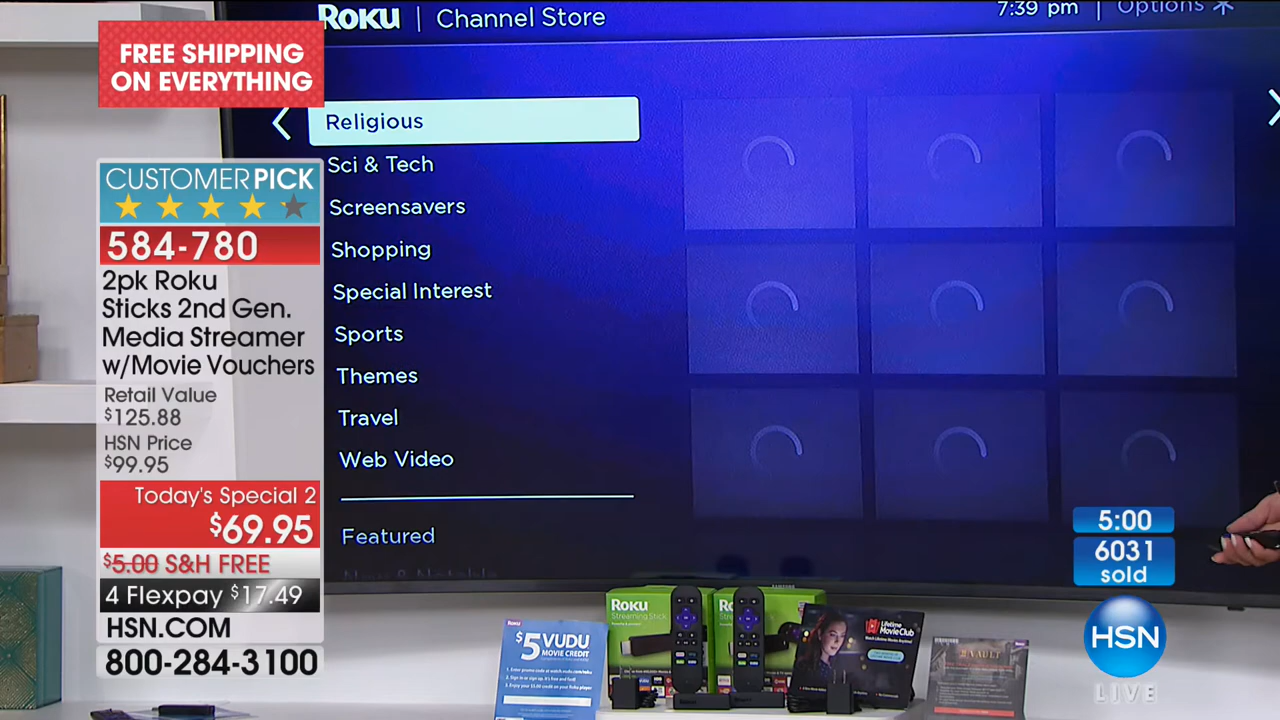 FREE SHIPPING
ON EVERYTHING
CUSTOMER PICK
584-780
2pk Roku
Sticks 2nd Gen.
Media Streamer
w/Movie Vouchers
Retail Value
$125.88
HSN Price
$99.95
Today's Special 2
$69.95
$5.00 S&H FREE
4 Flexpay $17.49
HSN.COM
800-284-3100
Roku | Channel Store
7:39 pm | Options
Religious
Sci & Tech
Screensavers
Shopping
Special Interest
Sports
Themes
Travel
Web Video
Featured
5:00
6031
sold
HSN
LIVE
Roku
$5 VUDU
MOVIE CREDIT
Roku
Streaming Stick
Lifetime
MovieClub